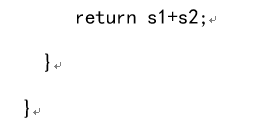 return s1+s2;↵
}↵
}↵